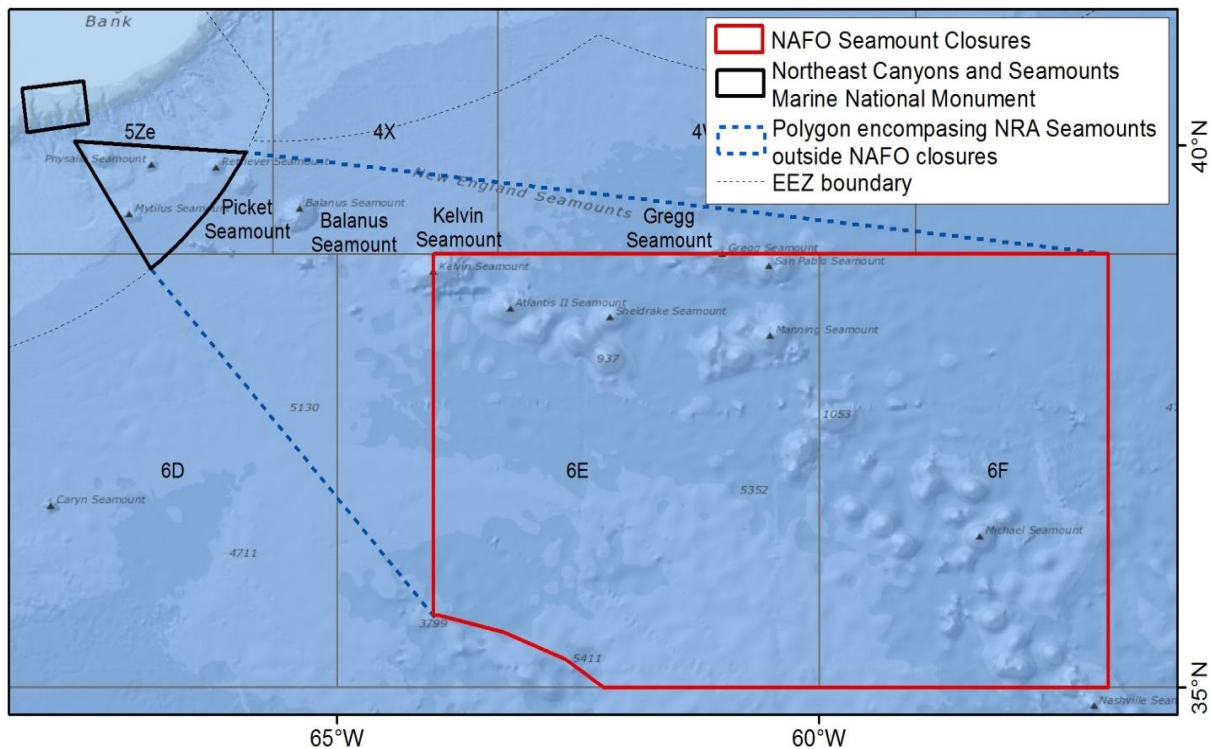 Bank
NAFO Seamount Closures
Northeast Canyons and Seamounts
Marine National Monument
Polygon encompasing NRA Seamounts
outside NAFO closures
EEZ boundary
5Ze
4X
40°N
Seamount
Retriever Seamount
New England Seamounts
Mytilus Seamount
Picket
Seamount
Balanus Seamount
Balanus
Seamount
Kelvin
Seamount
Gregg
Seamount
Gregg Seamount
San Pablo Seamount
Kelvin Seamount
Atlantis II Seamount
Sheldrake Seamount
Manning Seamount
937
5130
1053
6D
6E
6F
5352
Caryn Seamount
Michael Seamount
4711
3799
5411
35°N
Nashville Seam
65°W
60°W